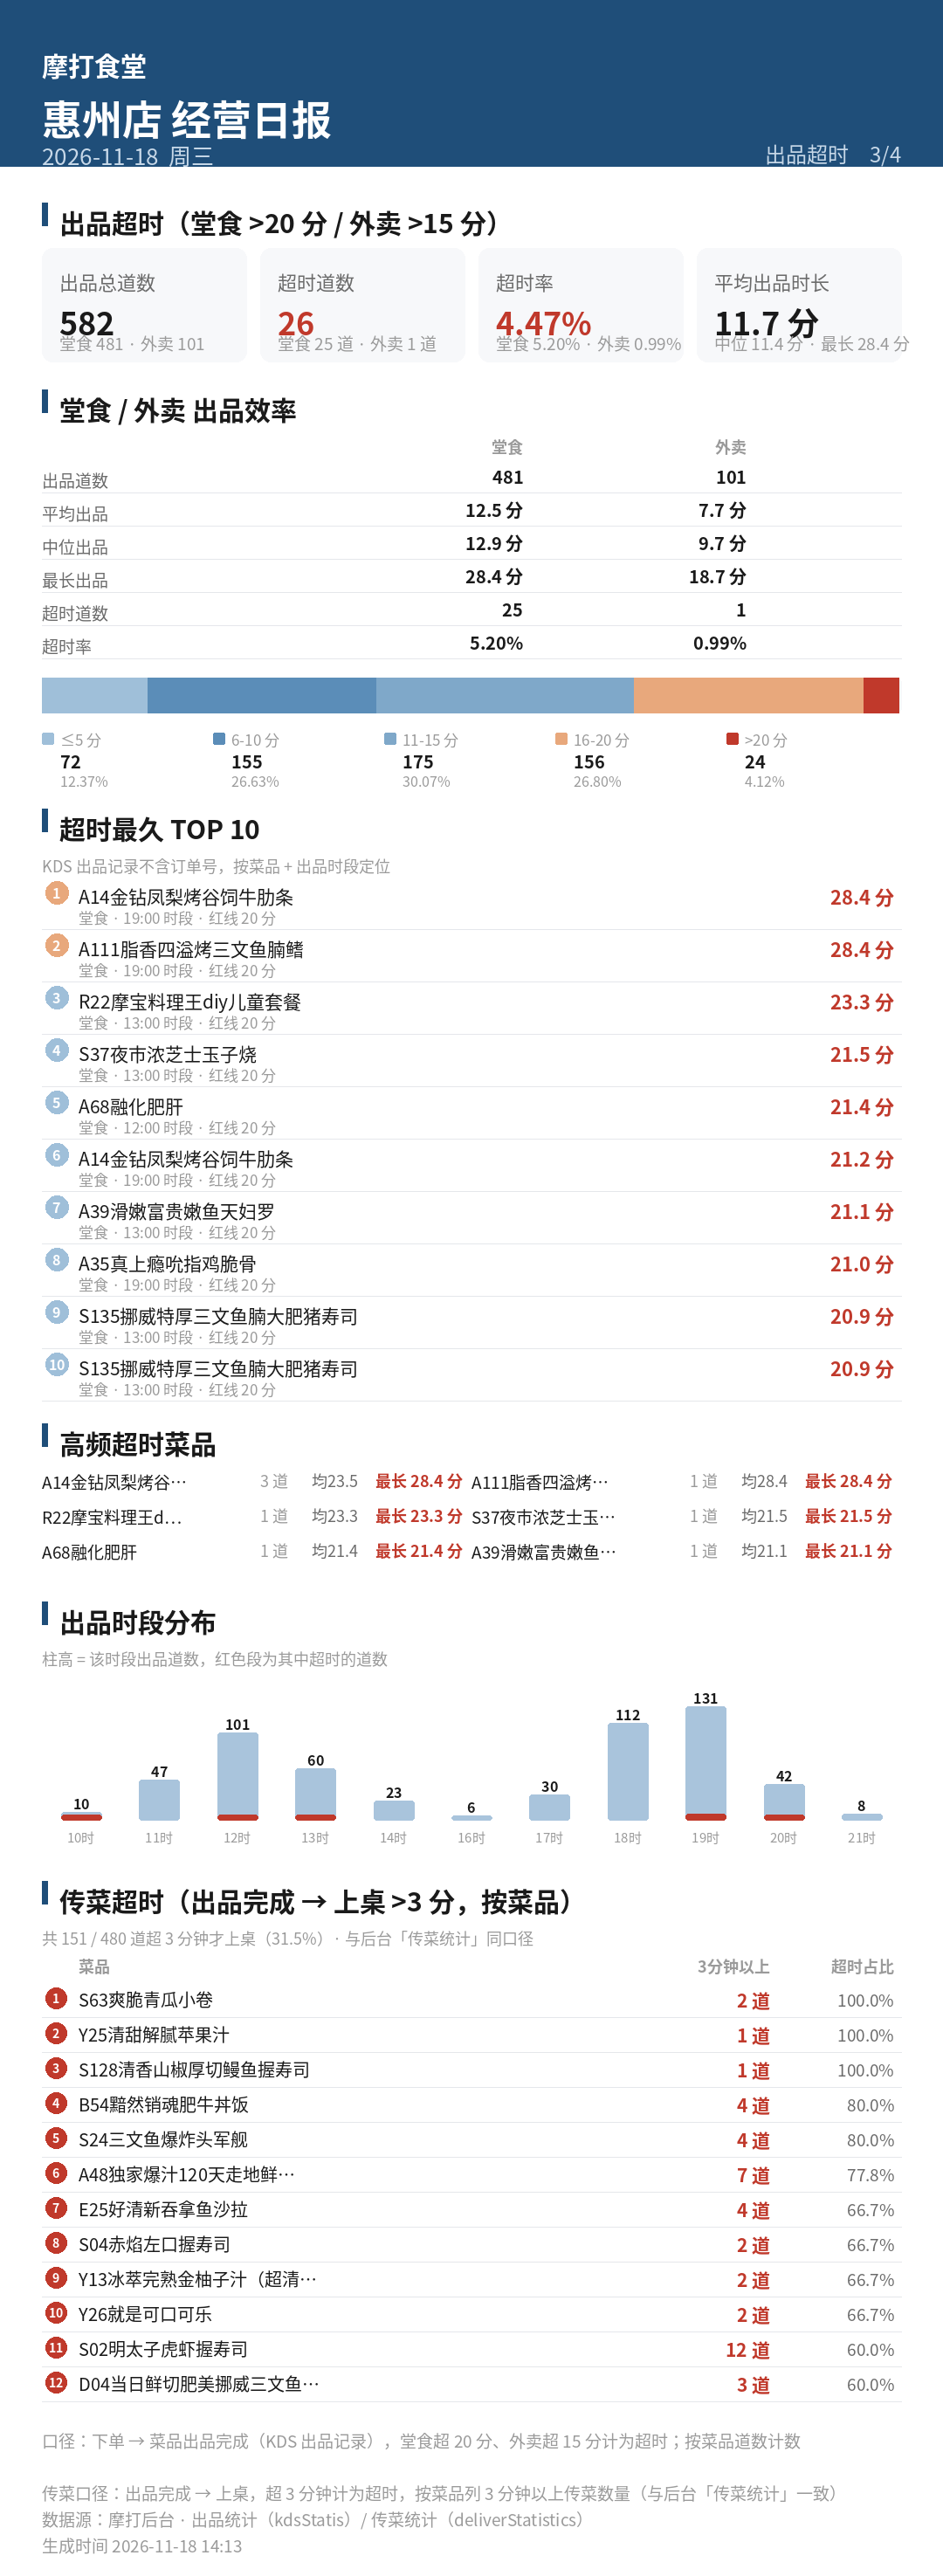 摩打食堂
惠州店 经营日报
2026-11-18 周三
出品超时 3/4
出品超时（堂食 >20 分 / 外卖 >15 分）
出品总道数 超时道数 超时率 平均出品时长
582 26 4.47% 11.7 分
堂食 481 · 外卖 101 堂食 25 道 · 外卖 1 道 堂食 5.20% · 外卖 0.99% 中位 11.4 分 · 最长 28.4 分
堂食 / 外卖 出品效率
堂食 外卖
出品道数 481 101
平均出品 12.5 分 7.7 分
中位出品 12.9 分 9.7 分
最长出品 28.4 分 18.7 分
超时道数 25 1
超时率 5.20% 0.99%
≤5 分 6-10 分 11-15 分 16-20 分 >20 分
72 155 175 156 24
12.37% 26.63% 30.07% 26.80% 4.12%
超时最久 TOP 10
KDS 出品记录不含订单号，按菜品 + 出品时段定位
1 A14金钻凤梨烤谷饲牛肋条 28.4 分
堂食 · 19:00 时段 · 红线 20 分
2 A111脂香四溢烤三文鱼腩鳍 28.4 分
堂食 · 19:00 时段 · 红线 20 分
3 R22摩宝料理王diy儿童套餐 23.3 分
堂食 · 13:00 时段 · 红线 20 分
4 S37夜市浓芝士玉子烧 21.5 分
堂食 · 13:00 时段 · 红线 20 分
5 A68融化肥肝 21.4 分
堂食 · 12:00 时段 · 红线 20 分
6 A14金钻凤梨烤谷饲牛肋条 21.2 分
堂食 · 19:00 时段 · 红线 20 分
7 A39滑嫩富贵嫩鱼天妇罗 21.1 分
堂食 · 13:00 时段 · 红线 20 分
8 A35真上瘾吮指鸡脆骨 21.0 分
堂食 · 19:00 时段 · 红线 20 分
9 S135挪威特厚三文鱼腩大肥猪寿司 20.9 分
堂食 · 13:00 时段 · 红线 20 分
10 S135挪威特厚三文鱼腩大肥猪寿司 20.9 分
堂食 · 13:00 时段 · 红线 20 分
高频超时菜品
A14金钻凤梨烤谷… 3 道 均23.5 最长 28.4 分 A111脂香四溢烤… 1 道 均28.4 最长 28.4 分
R22摩宝料理王d… 1 道 均23.3 最长 23.3 分 S37夜市浓芝士玉… 1 道 均21.5 最长 21.5 分
A68融化肥肝 1 道 均21.4 最长 21.4 分 A39滑嫩富贵嫩鱼… 1 道 均21.1 最长 21.1 分
出品时段分布
柱高 = 该时段出品道数，红色段为其中超时的道数
10 47 101 60 23 6 30 112 131 42 8
10时 11时 12时 13时 14时 16时 17时 18时 19时 20时 21时
传菜超时（出品完成 → 上桌 >3 分，按菜品）
共 151 / 480 道超 3 分钟才上桌（31.5%）· 与后台「传菜统计」同口径
菜品 3分钟以上 超时占比
1 S63爽脆青瓜小卷 2 道 100.0%
2 Y25清甜解腻苹果汁 1 道 100.0%
3 S128清香山椒厚切鳗鱼握寿司 1 道 100.0%
4 B54黯然销魂肥牛丼饭 4 道 80.0%
5 S24三文鱼爆炸头军舰 4 道 80.0%
6 A48独家爆汁120天走地鲜… 7 道 77.8%
7 E25好清新吞拿鱼沙拉 4 道 66.7%
8 S04赤焰左口握寿司 2 道 66.7%
9 Y13冰萃完熟金柚子汁（超清… 2 道 66.7%
10 Y26就是可口可乐 2 道 66.7%
11 S02明太子虎虾握寿司 12 道 60.0%
12 D04当日鲜切肥美挪威三文鱼… 3 道 60.0%
口径：下单 → 菜品出品完成（KDS 出品记录），堂食超 20 分、外卖超 15 分计为超时；按菜品道数计数
传菜口径：出品完成 → 上桌，超 3 分钟计为超时，按菜品列 3 分钟以上传菜数量（与后台「传菜统计」一致）
数据源：摩打后台 · 出品统计（kdsStatis）/ 传菜统计（deliverStatistics）
生成时间 2026-11-18 14:13